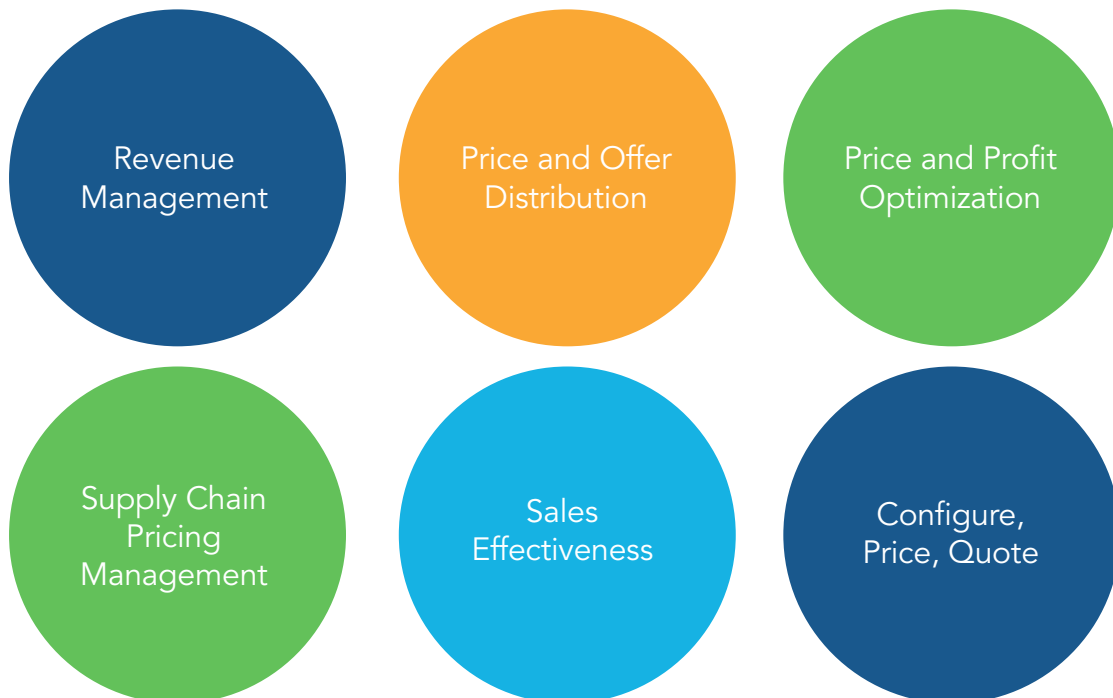 Revenue
Management
Price and Offer
Distribution
Price and Profit
Optimization
Supply Chain
Pricing
Management
Sales
Effectiveness
Configure,
Price, Quote